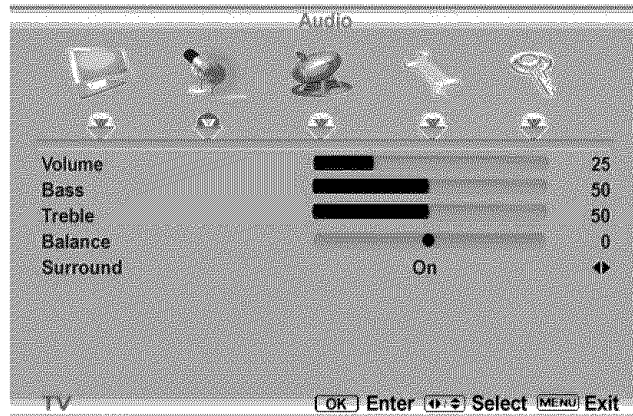 Audio
Volume 25
Bass 50
Treble 50
Balance 0
Surround On
TV OK Enter Select MENU Exit